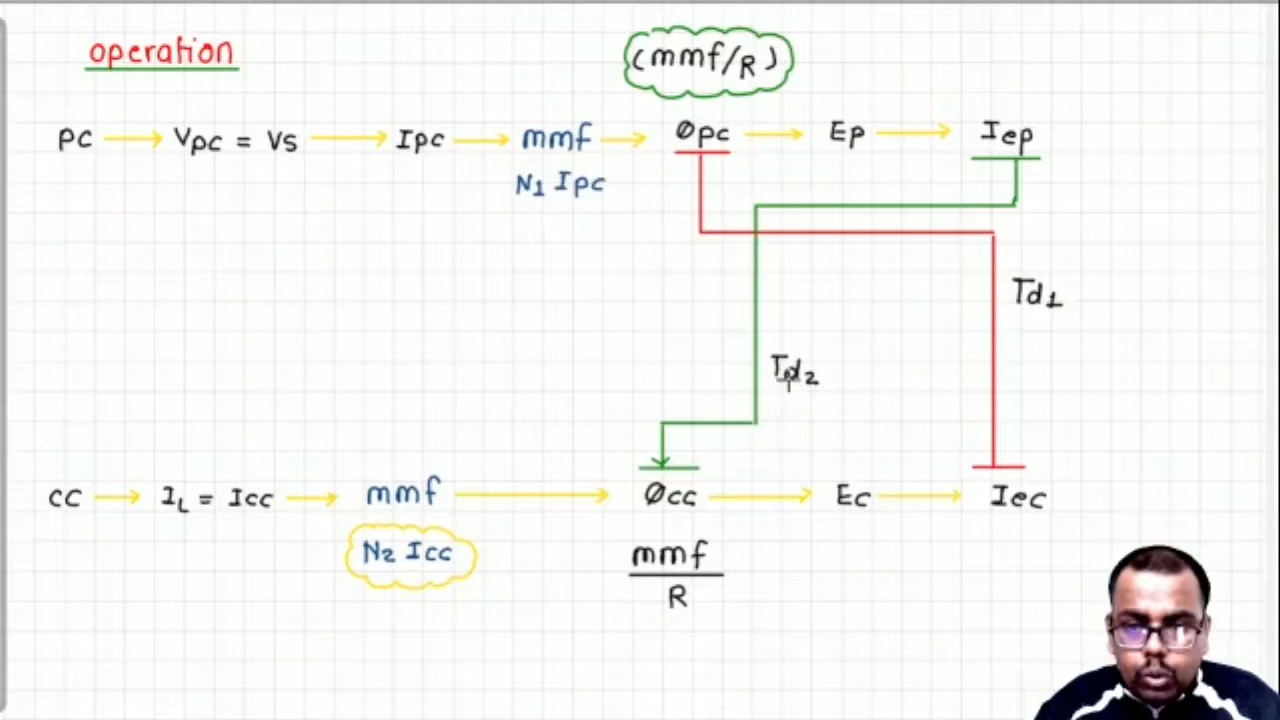 operation
(mmf/R)
PC → VPC = VS → IPC → mmf → Øpc → Ep → Iep
N1 IPC
Td1
Td2
CC → IL = ICC → mmf → Øcc → Ec → Iec
N2 ICC
mmf
R